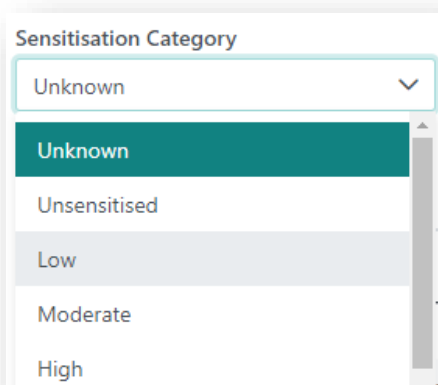 Sensitisation Category
Unknown
Unknown
Unsensitised
Low
Moderate
High